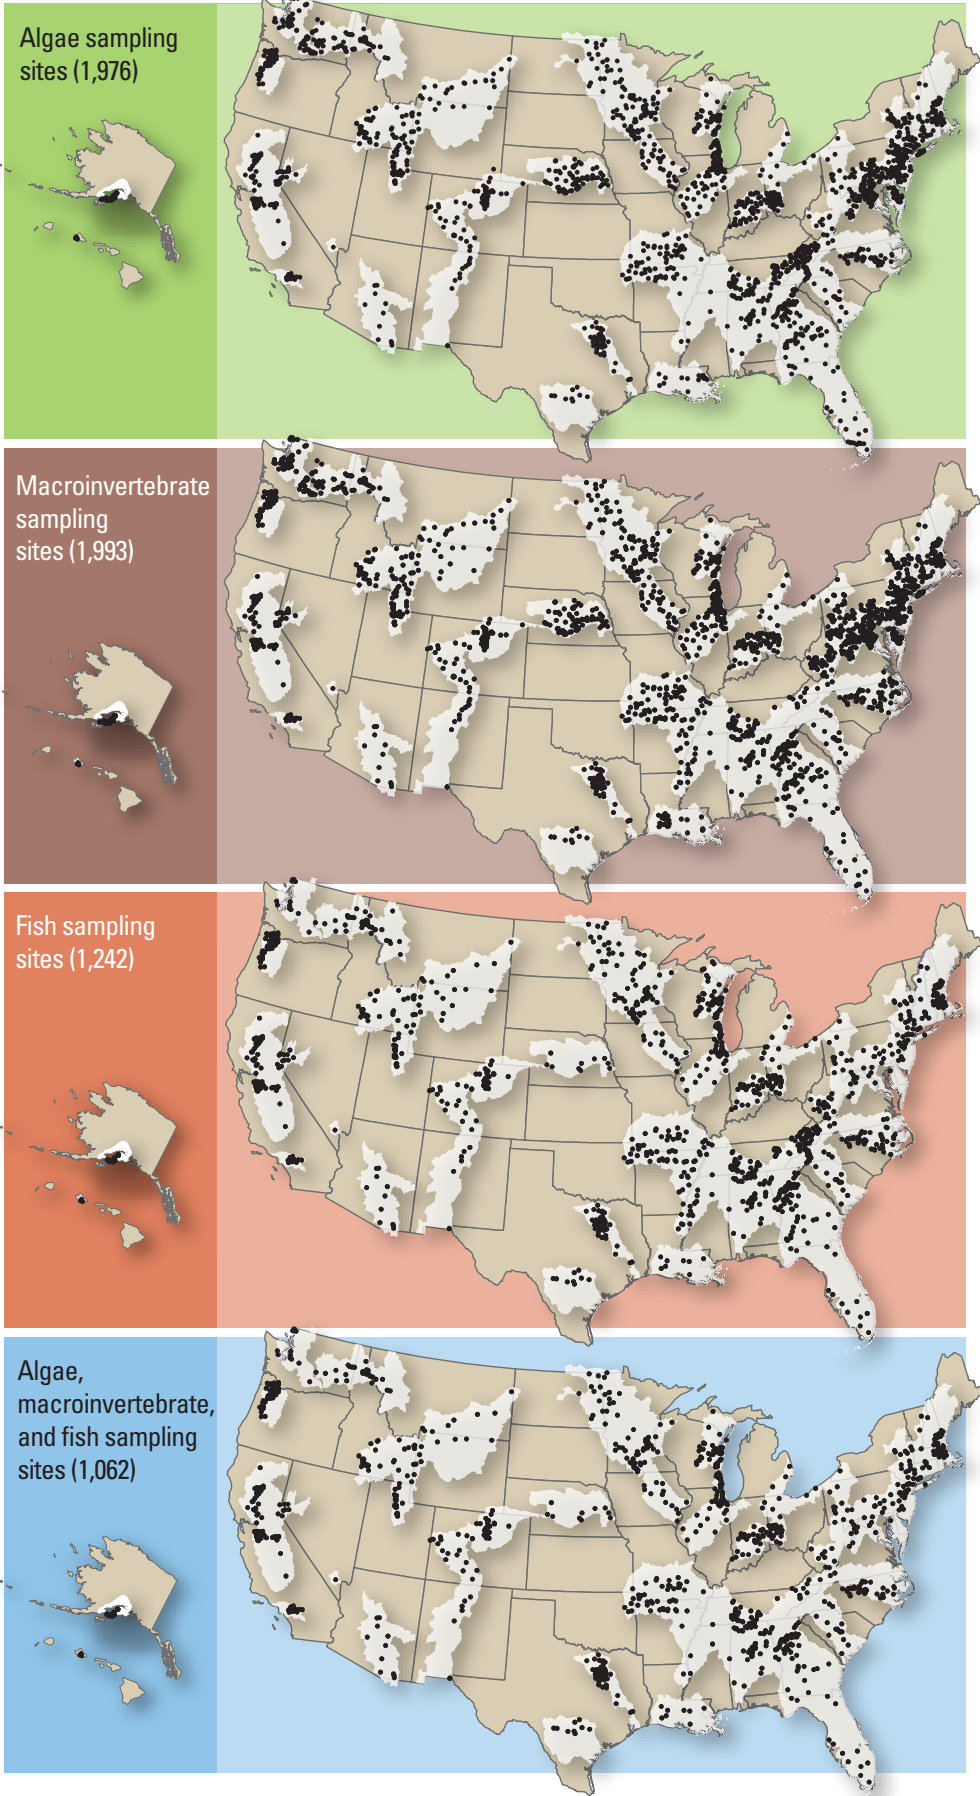 Algae sampling
sites (1,976)
Macroinvertebrate
sampling
sites (1,993)
Fish sampling
sites (1,242)
Algae,
macroinvertebrate,
and fish sampling
sites (1,062)